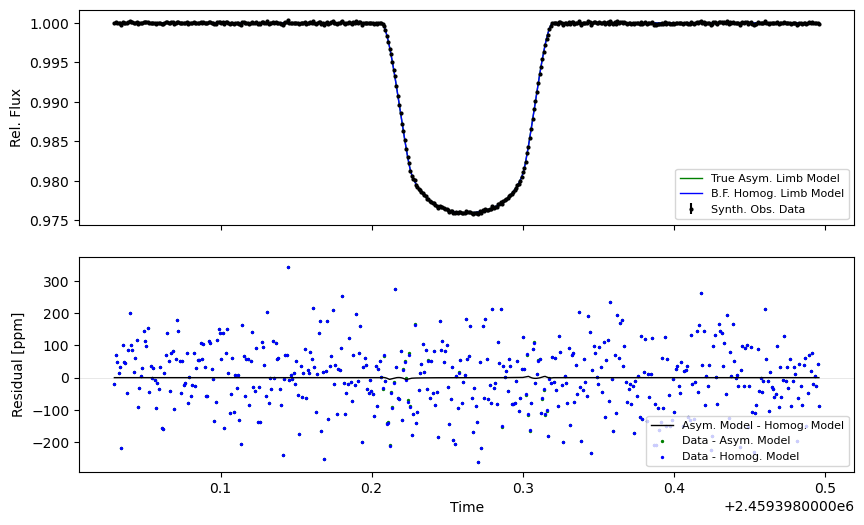 1.000
0.995
0.990
0.985
0.980
0.975
Rel. Flux
True Asym. Limb Model
B.F. Homog. Limb Model
Synth. Obs. Data
300
200
100
0
−100
−200
Residual [ppm]
Asym. Model - Homog. Model
Data - Asym. Model
Data - Homog. Model
0.1 0.2 0.3 0.4 0.5
Time
+2.4593980000e6